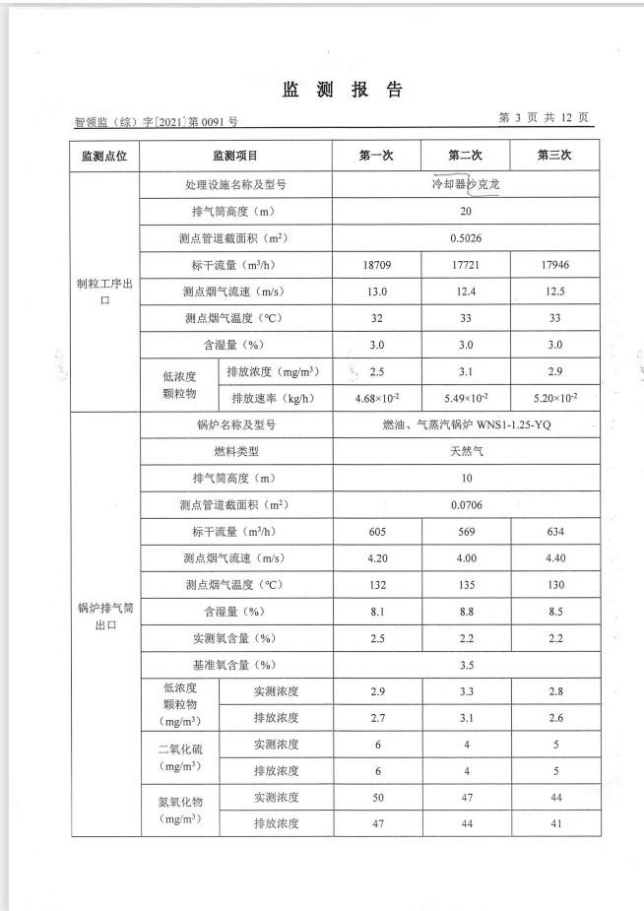 监 测 报 告
智领监（综）字[2021]第 0091 号 第 3 页 共 12 页
监测点位 监测项目 第一次 第二次 第三次
制粒工序出口
处理设施名称及型号 冷却器沙克龙
排气筒高度（m） 20
测点管道截面积（m²） 0.5026
标干流量（m³/h） 18709 17721 17946
测点烟气流速（m/s） 13.0 12.4 12.5
测点烟气温度（℃） 32 33 33
含湿量（%） 3.0 3.0 3.0
低浓度颗粒物 排放浓度（mg/m³） 2.5 3.1 2.9
排放速率（kg/h） 4.68×10⁻² 5.49×10⁻² 5.20×10⁻²
锅炉排气筒出口
锅炉名称及型号 燃油、气蒸汽锅炉 WNS1-1.25-YQ
燃料类型 天然气
排气筒高度（m） 10
测点管道截面积（m²） 0.0706
标干流量（m³/h） 605 569 634
测点烟气流速（m/s） 4.20 4.00 4.40
测点烟气温度（℃） 132 135 130
含湿量（%） 8.1 8.8 8.5
实测氧含量（%） 2.5 2.2 2.2
基准氧含量（%） 3.5
低浓度颗粒物（mg/m³） 实测浓度 2.9 3.3 2.8
排放浓度 2.7 3.1 2.6
二氧化硫（mg/m³） 实测浓度 6 4 5
排放浓度 6 4 5
氮氧化物（mg/m³） 实测浓度 50 47 44
排放浓度 47 44 41